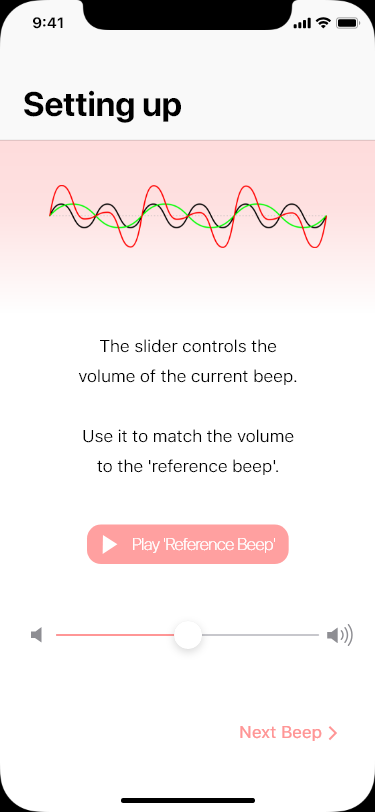 9:41
Setting up
The slider controls the
volume of the current beep.
Use it to match the volume
to the 'reference beep'.
Play 'Reference Beep'
Next Beep